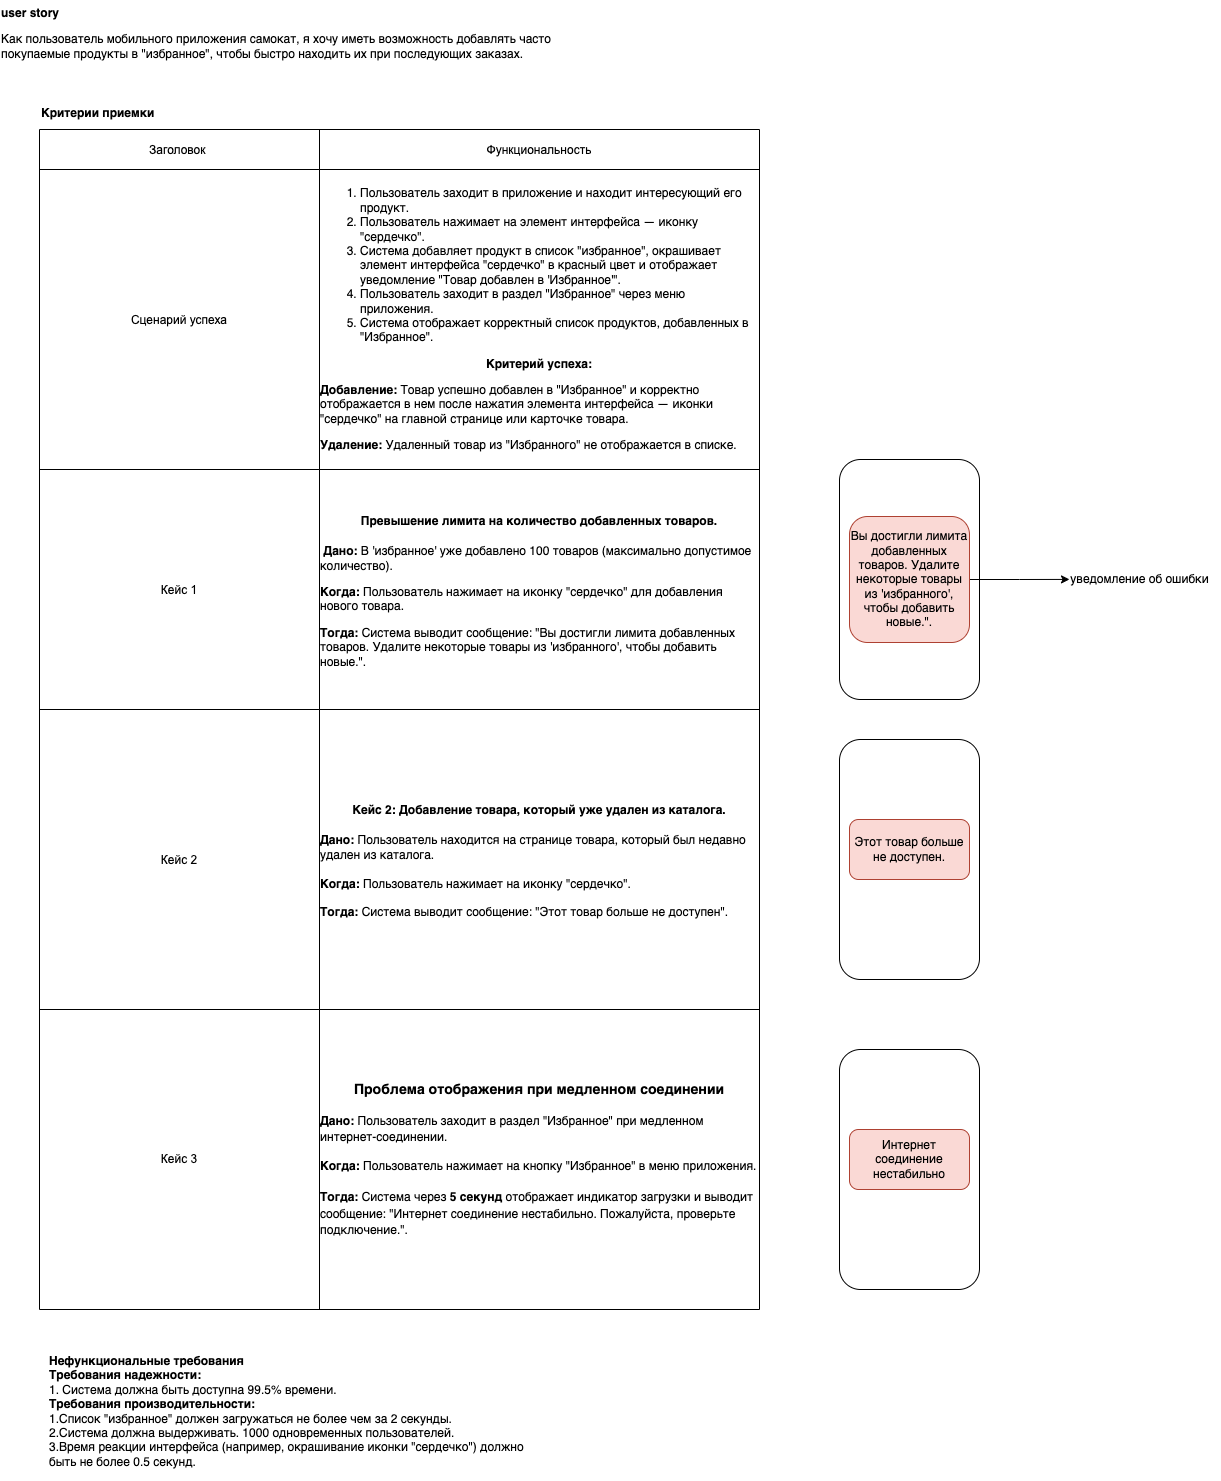 user story
Как пользователь мобильного приложения самокат, я хочу иметь возможность добавлять часто
покупаемые продукты в "избранное", чтобы быстро находить их при последующих заказах.
Критерии приемки
Заголовок
Функциональность
Сценарий успеха
1. Пользователь заходит в приложение и находит интересующий его
продукт.
2. Пользователь нажимает на элемент интерфейса — иконку
"сердечко".
3. Система добавляет продукт в список "избранное", окрашивает
элемент интерфейса "сердечко" в красный цвет и отображает
уведомление "Товар добавлен в 'Избранное'".
4. Пользователь заходит в раздел "Избранное" через меню
приложения.
5. Система отображает корректный список продуктов, добавленных в
"Избранное".
Критерий успеха:
Добавление: Товар успешно добавлен в "Избранное" и корректно
отображается в нем после нажатия элемента интерфейса — иконки
"сердечко" на главной странице или карточке товара.
Удаление: Удаленный товар из "Избранного" не отображается в списке.
Кейс 1
Превышение лимита на количество добавленных товаров.
Дано: В 'избранное' уже добавлено 100 товаров (максимально допустимое
количество).
Когда: Пользователь нажимает на иконку "сердечко" для добавления
нового товара.
Тогда: Система выводит сообщение: "Вы достигли лимита добавленных
товаров. Удалите некоторые товары из 'избранного', чтобы добавить
новые.".
Вы достигли лимита
добавленных
товаров. Удалите
некоторые товары
из 'избранного',
чтобы добавить
новые.".
уведомление об ошибки
Кейс 2
Кейс 2: Добавление товара, который уже удален из каталога.
Дано: Пользователь находится на странице товара, который был недавно
удален из каталога.
Когда: Пользователь нажимает на иконку "сердечко".
Тогда: Система выводит сообщение: "Этот товар больше не доступен".
Этот товар больше
не доступен.
Кейс 3
Проблема отображения при медленном соединении
Дано: Пользователь заходит в раздел "Избранное" при медленном
интернет-соединении.
Когда: Пользователь нажимает на кнопку "Избранное" в меню приложения.
Тогда: Система через 5 секунд отображает индикатор загрузки и выводит
сообщение: "Интернет соединение нестабильно. Пожалуйста, проверьте
подключение.".
Интернет
соединение
нестабильно
Нефункциональные требования
Требования надежности:
1. Система должна быть доступна 99.5% времени.
Требования производительности:
1.Список "избранное" должен загружаться не более чем за 2 секунды.
2.Система должна выдерживать. 1000 одновременных пользователей.
3.Время реакции интерфейса (например, окрашивание иконки "сердечко") должно
быть не более 0.5 секунд.